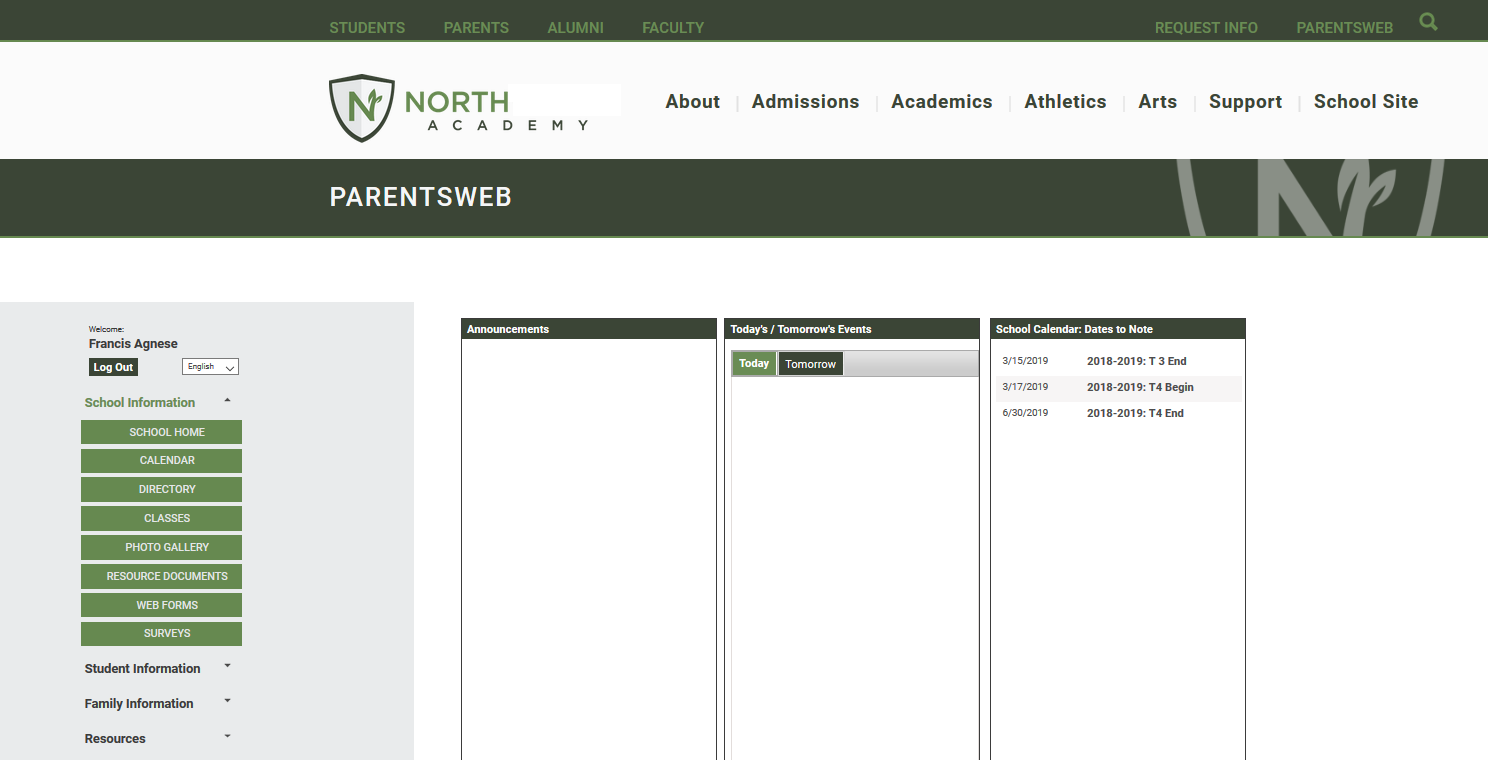 STUDENTS PARENTS ALUMNI FACULTY REQUEST INFO PARENTSWEB
NORTH
ACADEMY
About | Admissions | Academics | Athletics | Arts | Support | School Site
PARENTSWEB
Welcome:
Francis Agnese
Log Out English
School Information
SCHOOL HOME
CALENDAR
DIRECTORY
CLASSES
PHOTO GALLERY
RESOURCE DOCUMENTS
WEB FORMS
SURVEYS
Student Information
Family Information
Resources
Announcements
Today's / Tomorrow's Events
Today Tomorrow
School Calendar: Dates to Note
3/15/2019 2018-2019: T 3 End
3/17/2019 2018-2019: T4 Begin
6/30/2019 2018-2019: T4 End